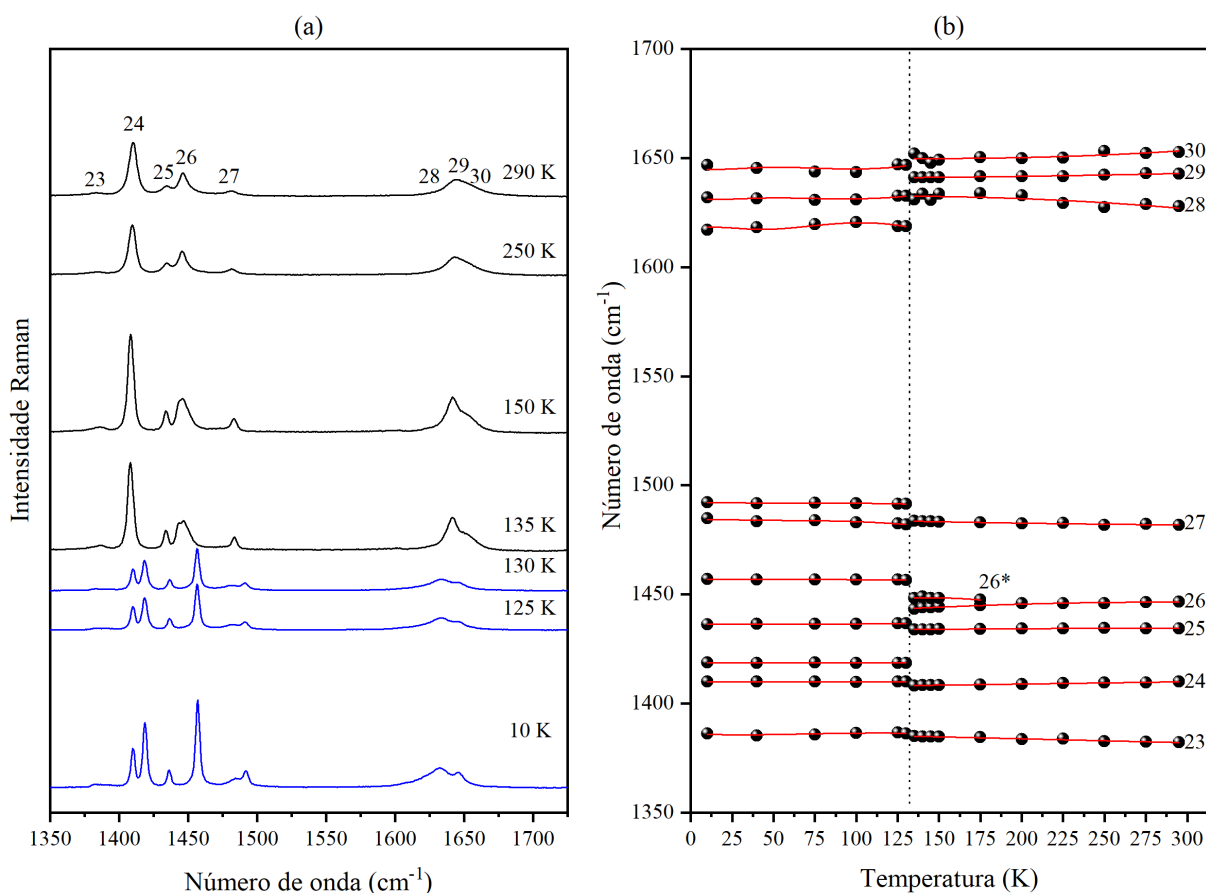 (a)
24
23
25
26
27
28
29
30
290 K
250 K
150 K
135 K
130 K
125 K
10 K
Intensidade Raman
1350 1400 1450 1500 1550 1600 1650 1700
Número de onda (cm-1)
(b)
1700
1650
1600
1550
1500
1450
1400
1350
Número de onda (cm-1)
30
29
28
27
26*
26
25
24
23
0 25 50 75 100 125 150 175 200 225 250 275 300
Temperatura (K)